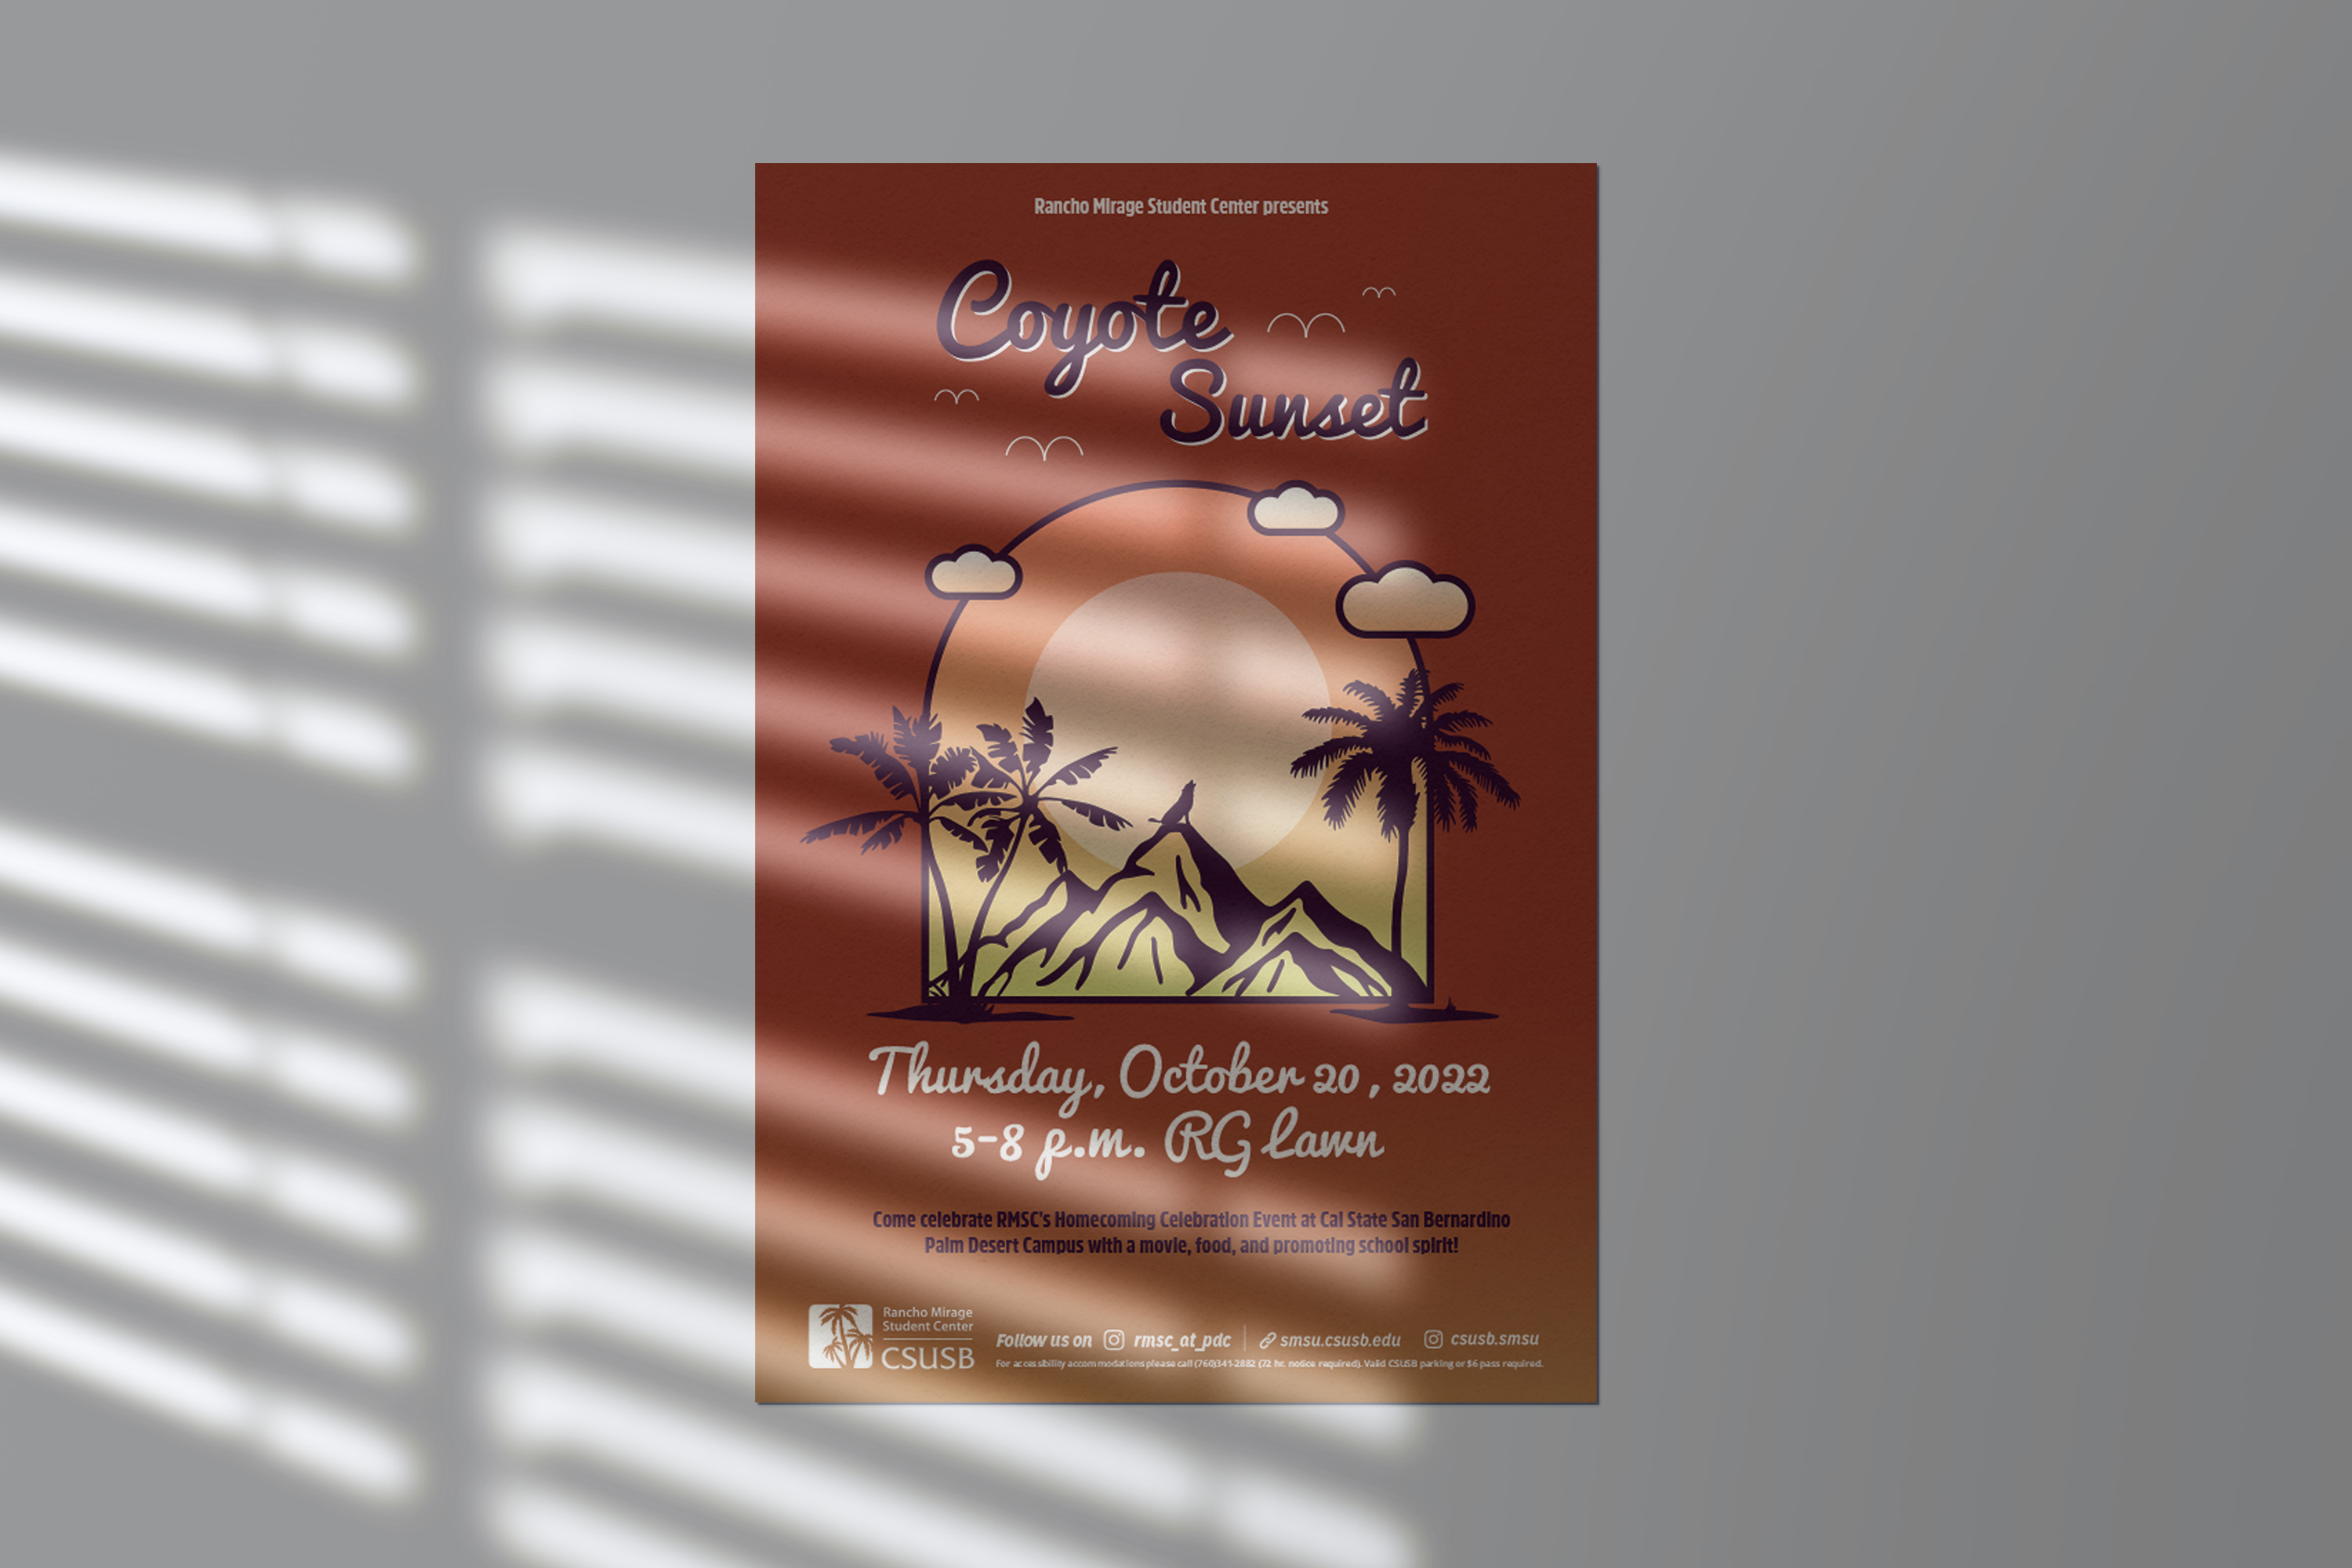 Rancho Mirage Student Center presents
Coyote
Sunset
Thursday, October 20, 2022
5-8 p.m. RG Lawn
Come celebrate RMSC's Homecoming Celebration Event at Cal State San Bernardino
Palm Desert Campus with a movie, food, and promoting school spirit!
Rancho Mirage
Student Center
CSUSB
Follow us on rmsc_at_pdc | smsu.csusb.edu csusb.smsu
For accessibility accommodations please call (760)341-2882 (72 hr. notice required). Valid CSUSB parking or $6 pass required.